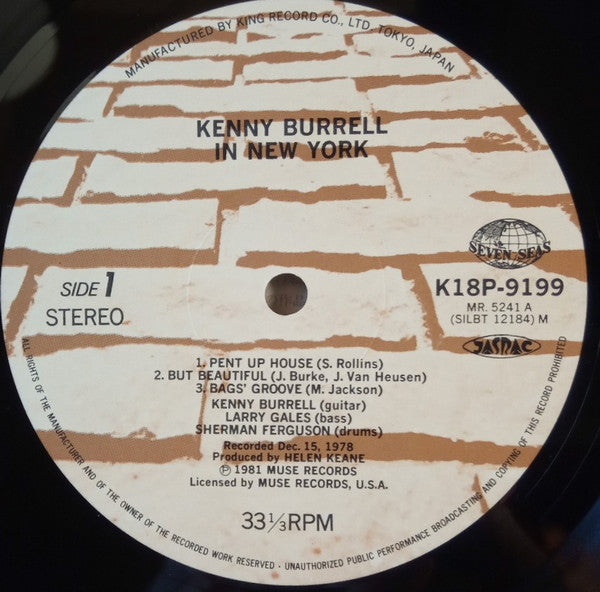 MANUFACTURED BY KING RECORD CO., LTD, TOKYO, JAPAN
KENNY BURRELL
IN NEW YORK
SEVEN SEAS
SIDE 1
STEREO
K18P-9199
MR. 5241 A
(SILBT 12184) M
JASRAC
1. PENT UP HOUSE (S. Rollins)
2. BUT BEAUTIFUL (J. Burke, J. Van Heusen)
3. BAGS' GROOVE (M. Jackson)
KENNY BURRELL (guitar)
LARRY GALES (bass)
SHERMAN FERGUSON (drums)
Recorded Dec. 15, 1978
Produced by HELEN KEANE
Ⓟ 1981 MUSE RECORDS
Licensed by MUSE RECORDS, U.S.A.
33⅓RPM
ALL RIGHTS OF THE MANUFACTURER AND OF THE OWNER OF THE RECORDED WORK RESERVED · UNAUTHORIZED PUBLIC PERFORMANCE BROADCASTING AND COPYING OF THIS RECORD PROHIBITED